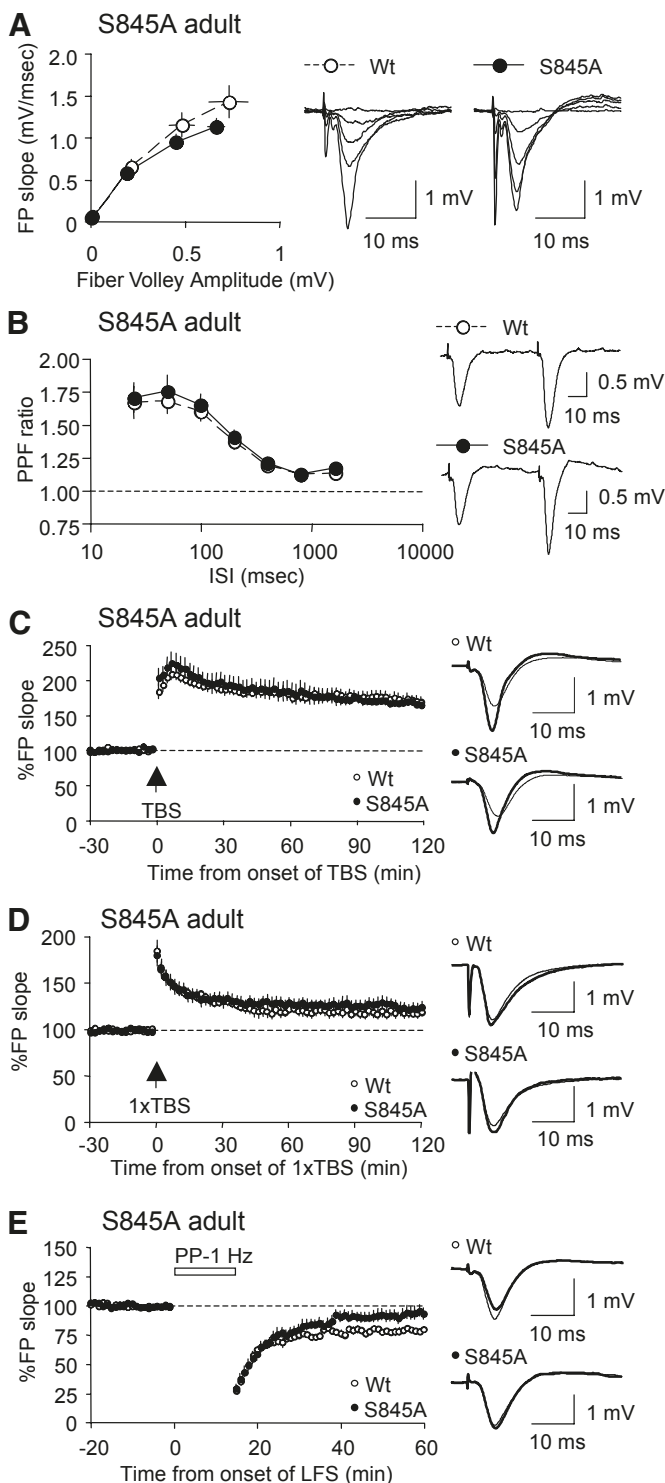 A
S845A adult
FP slope (mV/msec)
2.0
1.5
1.0
0.5
0
0
0.5
1
Fiber Volley Amplitude (mV)
Wt
S845A
1 mV
10 ms
1 mV
10 ms
B
S845A adult
PPF ratio
2.00
1.75
1.50
1.25
1.00
0.75
10
100
1000
10000
ISI (msec)
Wt
0.5 mV
10 ms
S845A
0.5 mV
10 ms
C
S845A adult
%FP slope
250
200
150
100
50
0
TBS
Wt
S845A
-30
0
30
60
90
120
Time from onset of TBS (min)
Wt
1 mV
10 ms
S845A
1 mV
10 ms
D
S845A adult
%FP slope
200
150
100
50
0
1xTBS
Wt
S845A
-30
0
30
60
90
120
Time from onset of 1xTBS (min)
Wt
1 mV
10 ms
S845A
1 mV
10 ms
E
S845A adult
%FP slope
150
125
100
75
50
25
0
PP-1 Hz
Wt
S845A
-20
0
20
40
60
Time from onset of LFS (min)
Wt
1 mV
10 ms
S845A
1 mV
10 ms